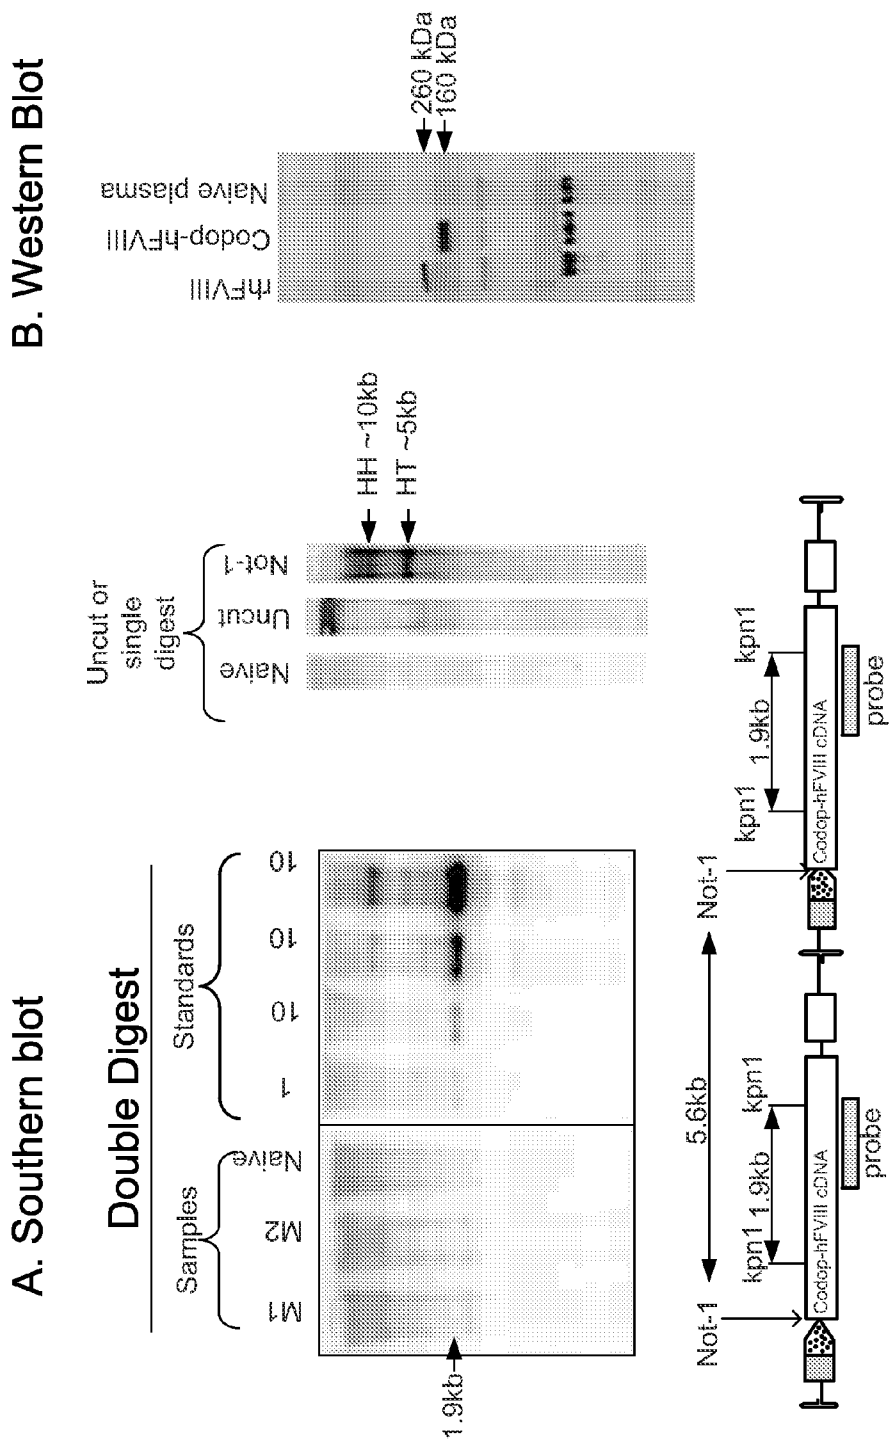 A. Southern blot
Double Digest
Samples
Standards
M1
M2
Naive
1
10
10
10
1.9kb
Uncut or
single
digest
Naive
Uncut
Not-1
HH ~10kb
HT ~5kb
Not-1
5.6kb
Not-1
kpn1
1.9kb
kpn1
Codop-hFVIII cDNA
probe
kpn1
1.9kb
kpn1
Codop-hFVIII cDNA
probe
B. Western Blot
rhFVIII
Codop-hFVIII
Naive plasma
260 kDa
160 kDa